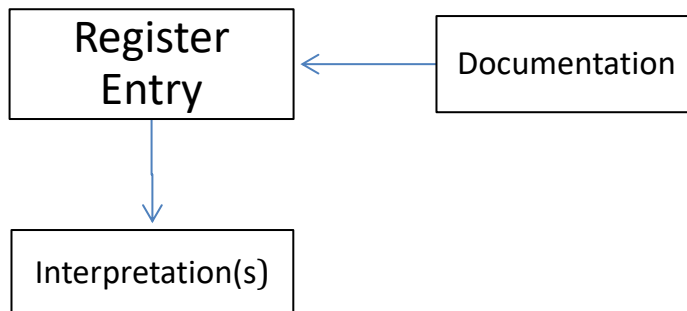 Register
Entry
Documentation
Interpretation(s)